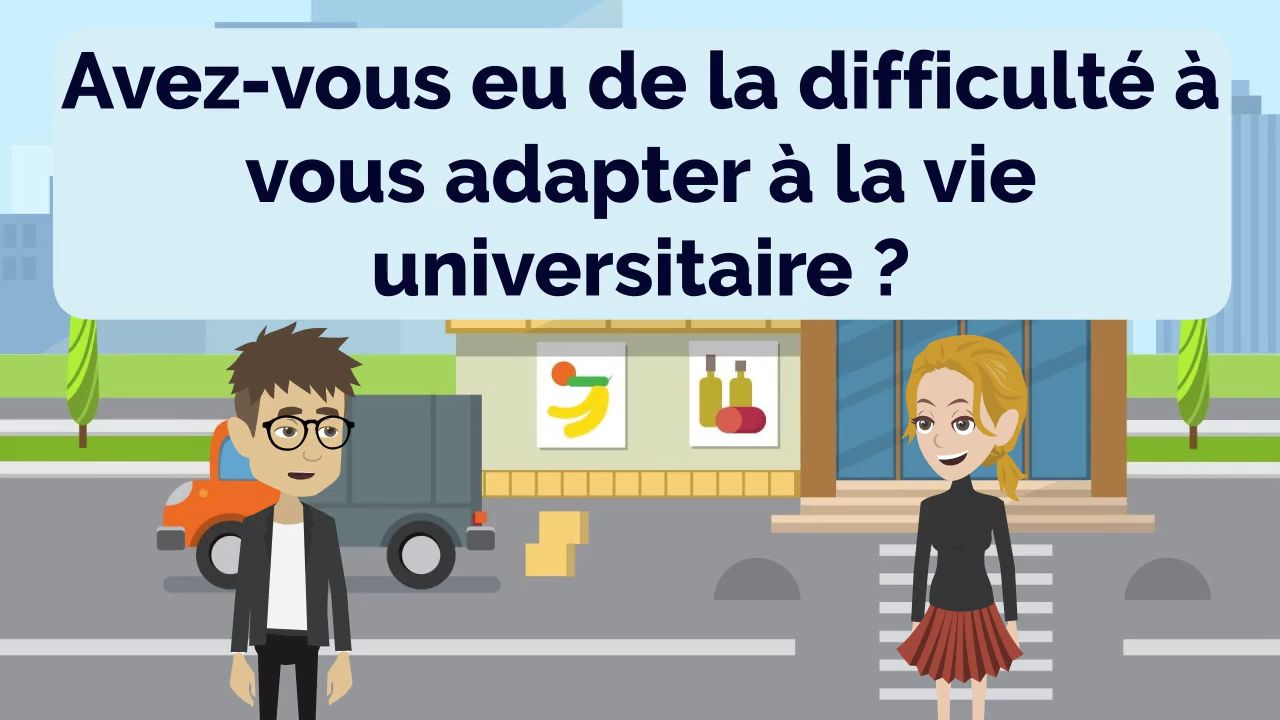 Avez-vous eu de la difficulté à
vous adapter à la vie
universitaire ?